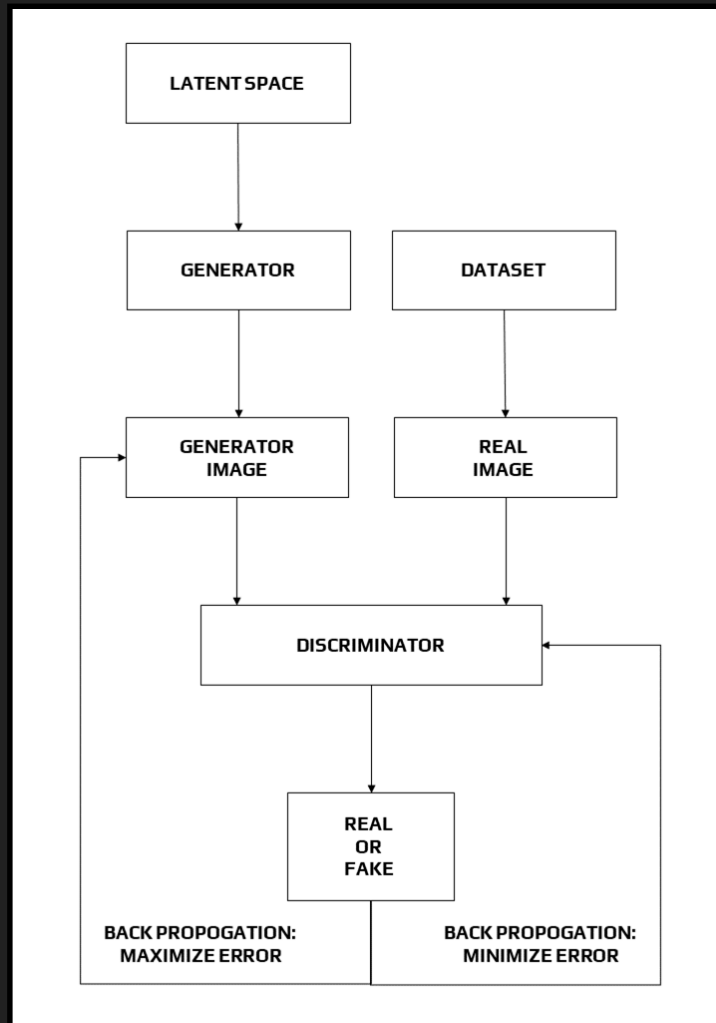 LATENT SPACE
GENERATOR
DATASET
GENERATOR
IMAGE
REAL
IMAGE
DISCRIMINATOR
REAL
OR
FAKE
BACK PROPOGATION:
MAXIMIZE ERROR
BACK PROPOGATION:
MINIMIZE ERROR